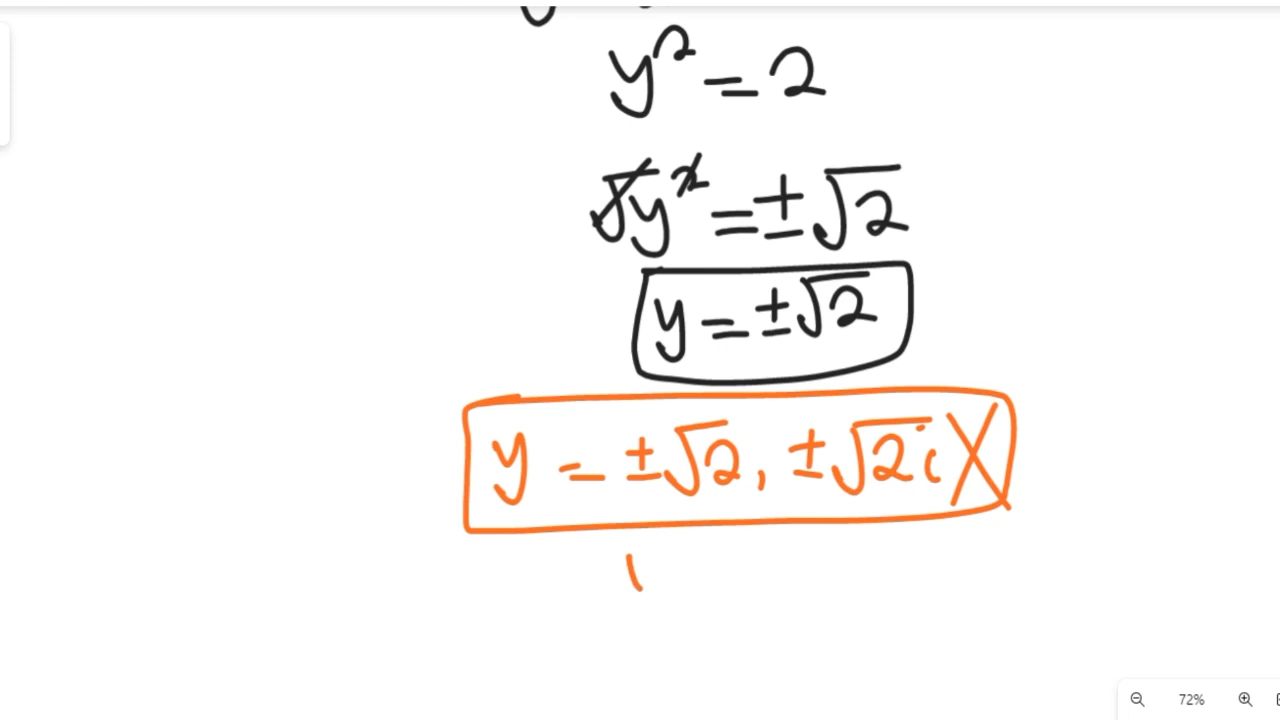 y² = 2
√y² = ±√2
y = ±√2
y = ±√2, ±√2i X
(
72%